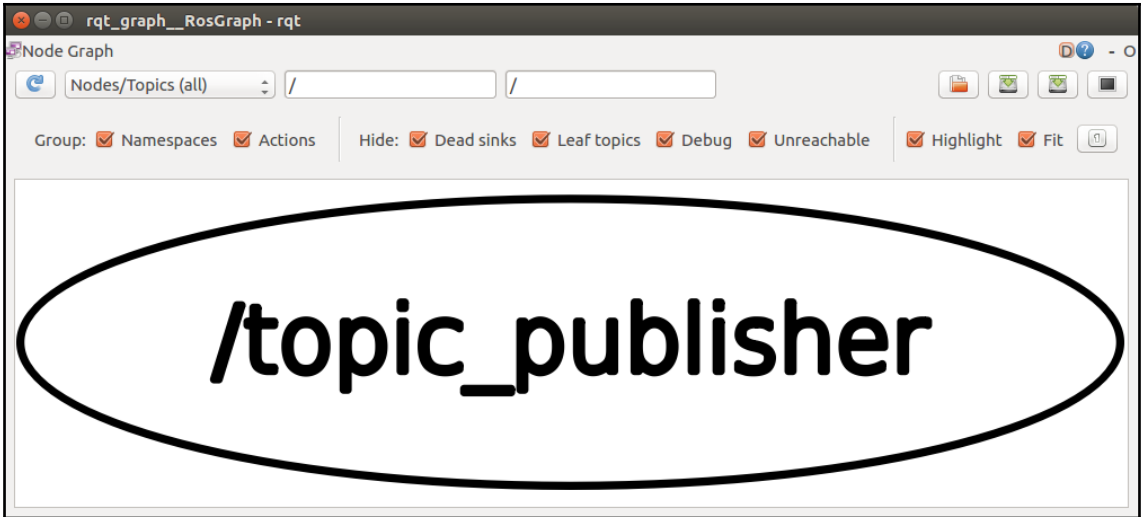 rqt_graph__RosGraph - rqt
Node Graph D ? - O
Nodes/Topics (all) / /
Group: Namespaces Actions Hide: Dead sinks Leaf topics Debug Unreachable Highlight Fit
/topic_publisher